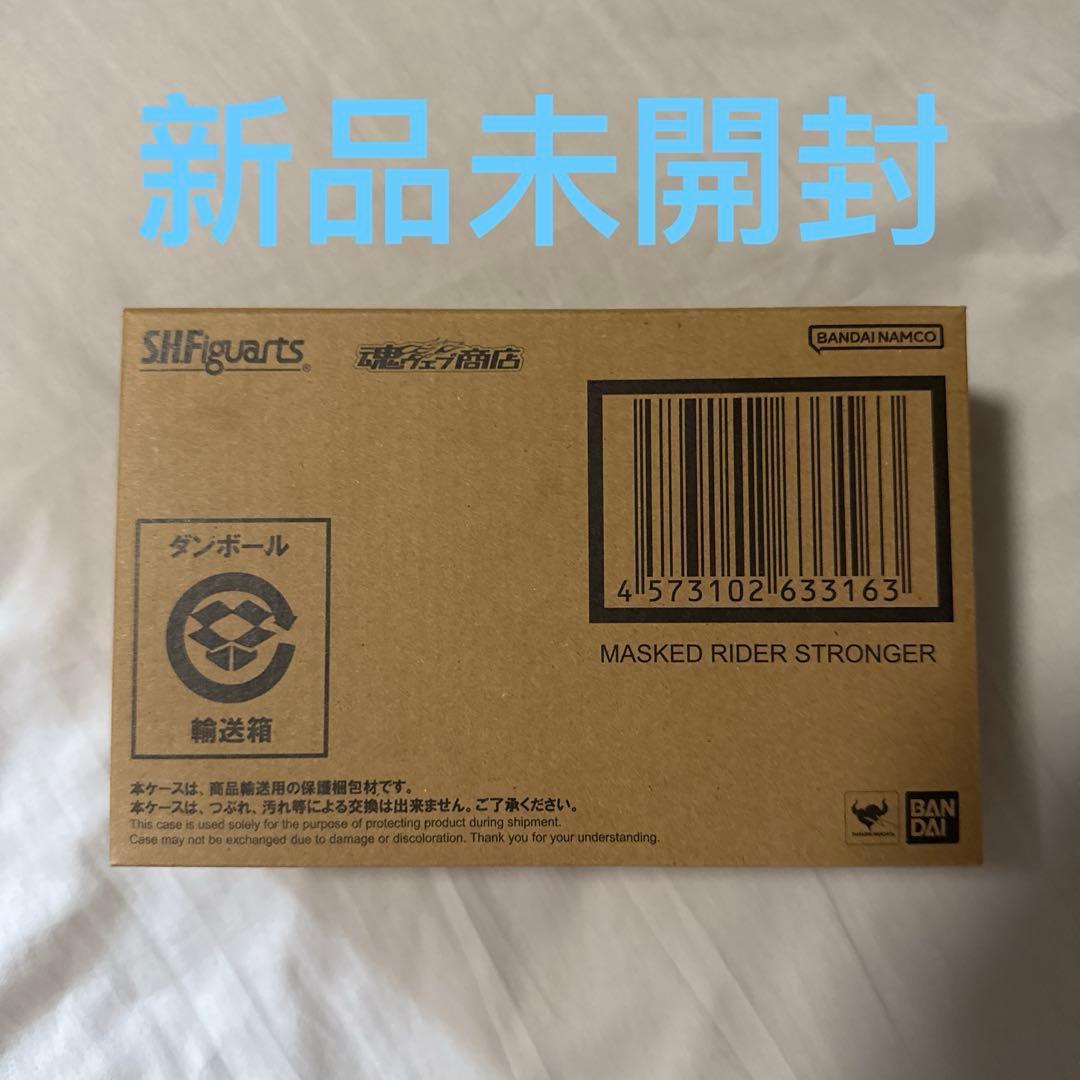 新品未開封
S.H.Figuarts
魂ウェブ商店
BANDAI NAMCO
4 573102 633163
MASKED RIDER STRONGER
ダンボール
輸送箱
本ケースは、商品輸送用の保護梱包材です。
本ケースは、つぶれ、汚れ等による交換は出来ません。ご了承ください。
This case is used solely for the purpose of protecting product during shipment.
Case may not be exchanged due to damage or discoloration. Thank you for your understanding.
BAN
DAI